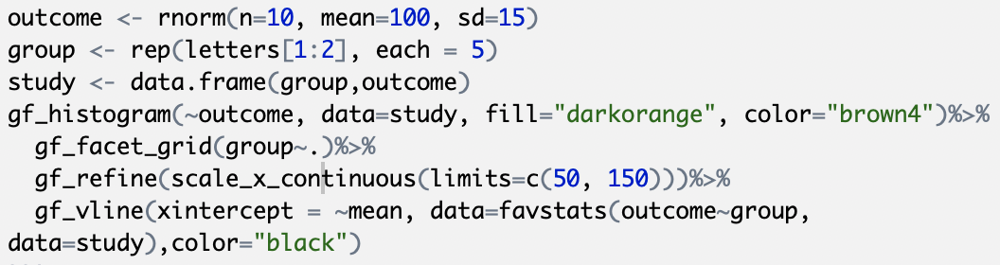 outcome <- rnorm(n=10, mean=100, sd=15)
group <- rep(letters[1:2], each = 5)
study <- data.frame(group,outcome)
gf_histogram(~outcome, data=study, fill="darkorange", color="brown4")%>%
  gf_facet_grid(group~.)%>%
  gf_refine(scale_x_continuous(limits=c(50, 150)))%>%
  gf_vline(xintercept = ~mean, data=favstats(outcome~group,
data=study),color="black")